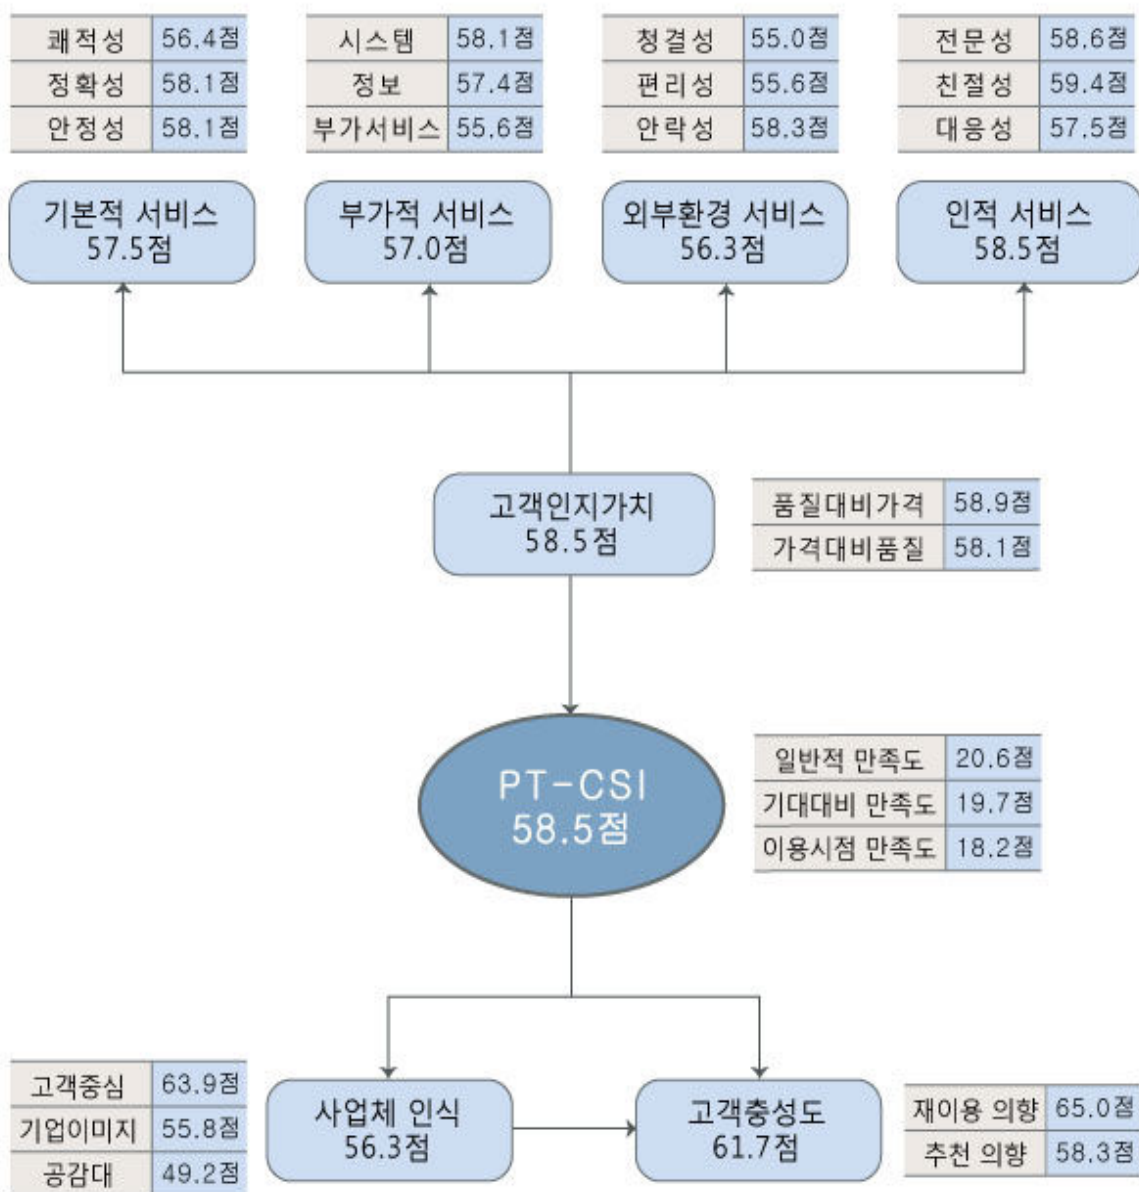 쾌적성 56.4점
정확성 58.1점
안정성 58.1점
시스템 58.1점
정보 57.4점
부가서비스 55.6점
청결성 55.0점
편리성 55.6점
안락성 58.3점
전문성 58.6점
친절성 59.4점
대응성 57.5점
기본적 서비스
57.5점
부가적 서비스
57.0점
외부환경 서비스
56.3점
인적 서비스
58.5점
고객인지가치
58.5점
품질대비가격 58.9점
가격대비품질 58.1점
PT-CSI
58.5점
일반적 만족도 20.6점
기대대비 만족도 19.7점
이용시점 만족도 18.2점
고객중심 63.9점
기업이미지 55.8점
공감대 49.2점
사업체 인식
56.3점
고객충성도
61.7점
재이용 의향 65.0점
추천 의향 58.3점